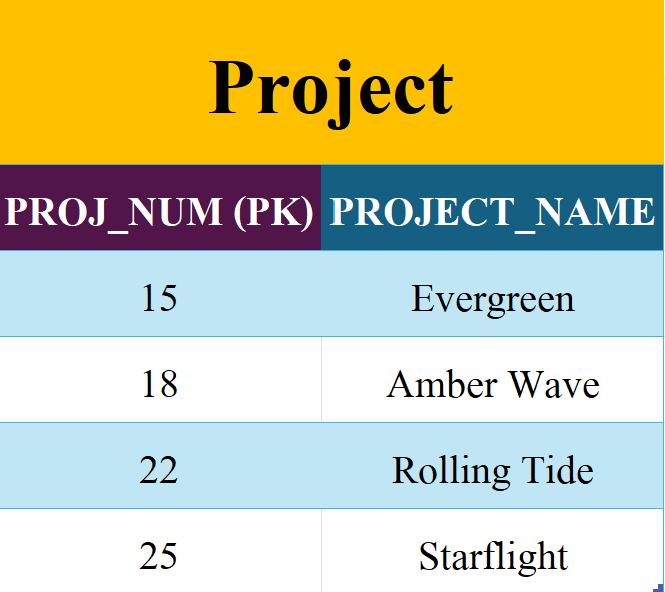 Project
PROJ_NUM (PK) PROJECT_NAME
15 Evergreen
18 Amber Wave
22 Rolling Tide
25 Starflight